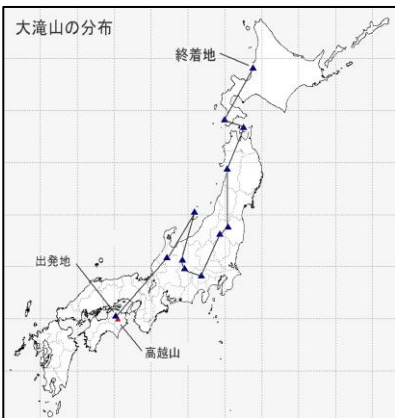 大滝山の分布
終着地
出発地
高越山